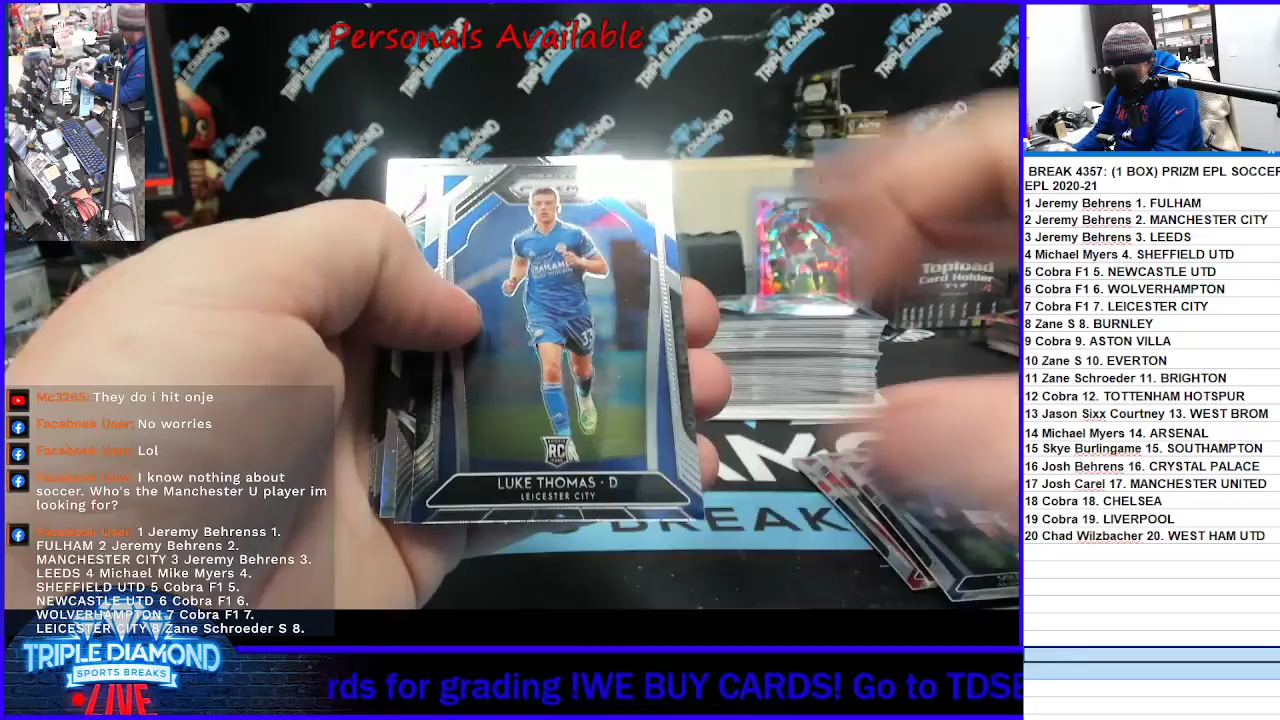 Personals Available
TRIPLE DIAMOND
LUKE THOMAS · D
LEICESTER CITY
RC
Topload
Card Holder
BREAK
Mc3265: They do i hit onje
Facebook User: No worries
Facebook User: Lol
Facebook User: I know nothing about
soccer. Who's the Manchester U player im
looking for?
Facebook User: 1 Jeremy Behrenss 1.
FULHAM 2 Jeremy Behrens 2.
MANCHESTER CITY 3 Jeremy Behrens 3.
LEEDS 4 Michael Mike Myers 4.
SHEFFIELD UTD 5 Cobra F1 5.
NEWCASTLE UTD 6 Cobra F1 6.
WOLVERHAMPTON 7 Cobra F1 7.
LEICESTER CITY 8 Zane Schroeder S 8.
TRIPLE DIAMOND
SPORTS BREAKS
LIVE
rds for grading !WE BUY CARDS! Go to TDSB
BREAK 4357: (1 BOX) PRIZM EPL SOCCER
EPL 2020-21
1 Jeremy Behrens 1. FULHAM
2 Jeremy Behrens 2. MANCHESTER CITY
3 Jeremy Behrens 3. LEEDS
4 Michael Myers 4. SHEFFIELD UTD
5 Cobra F1 5. NEWCASTLE UTD
6 Cobra F1 6. WOLVERHAMPTON
7 Cobra F1 7. LEICESTER CITY
8 Zane S 8. BURNLEY
9 Cobra 9. ASTON VILLA
10 Zane S 10. EVERTON
11 Zane Schroeder 11. BRIGHTON
12 Cobra 12. TOTTENHAM HOTSPUR
13 Jason Sixx Courtney 13. WEST BROM
14 Michael Myers 14. ARSENAL
15 Skye Burningame 15. SOUTHAMPTON
16 Josh Behrens 16. CRYSTAL PALACE
17 Josh Carel 17. MANCHESTER UNITED
18 Cobra 18. CHELSEA
19 Cobra 19. LIVERPOOL
20 Chad Wilzbacher 20. WEST HAM UTD